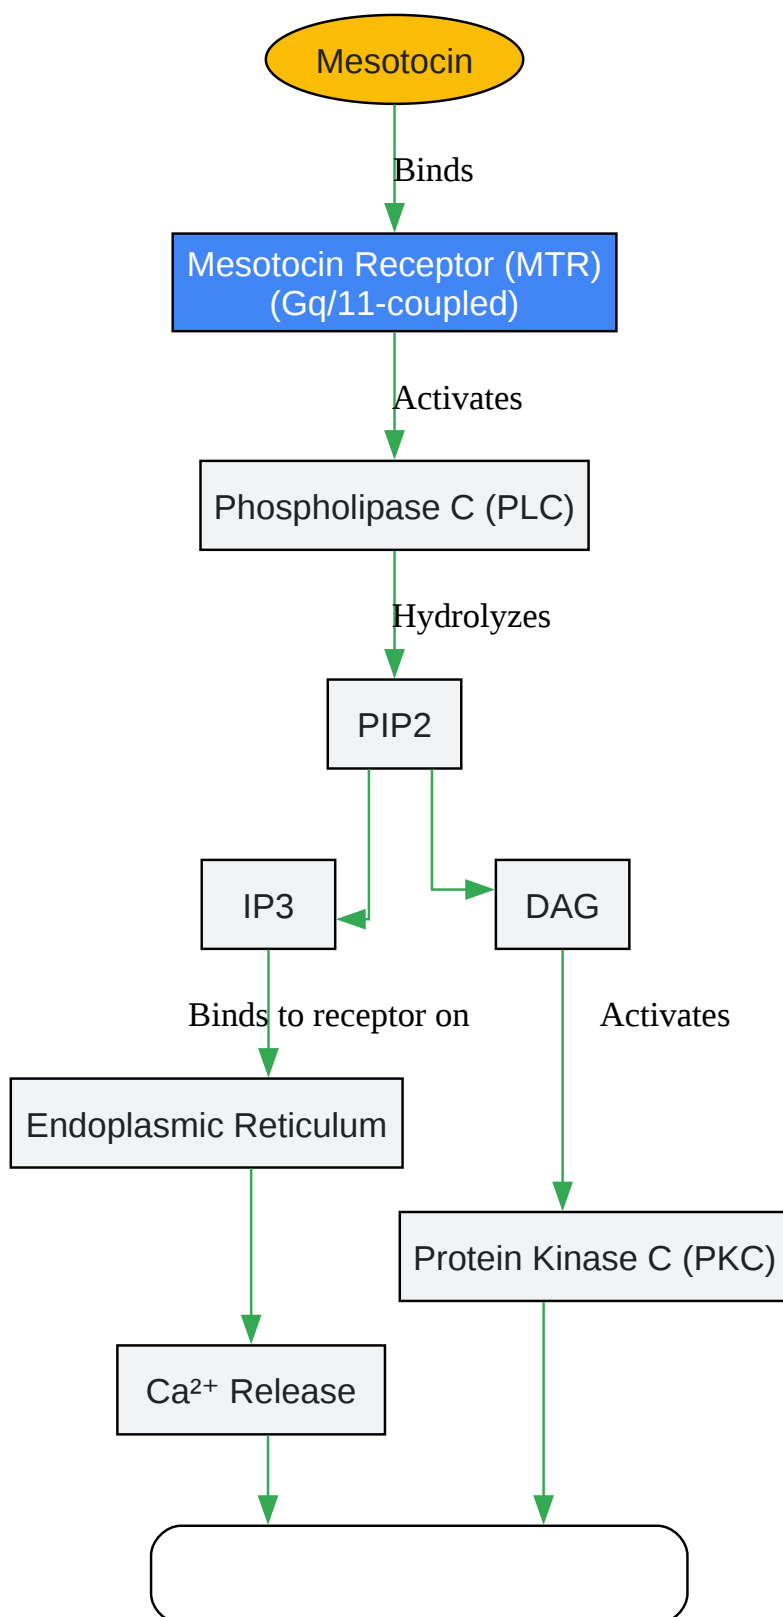 Mesotocin
Binds
Mesotocin Receptor (MTR)
(Gq/11-coupled)
Activates
Phospholipase C (PLC)
Hydrolyzes
PIP2
IP3
DAG
Binds to receptor on
Activates
Endoplasmic Reticulum
Protein Kinase C (PKC)
Ca²⁺ Release